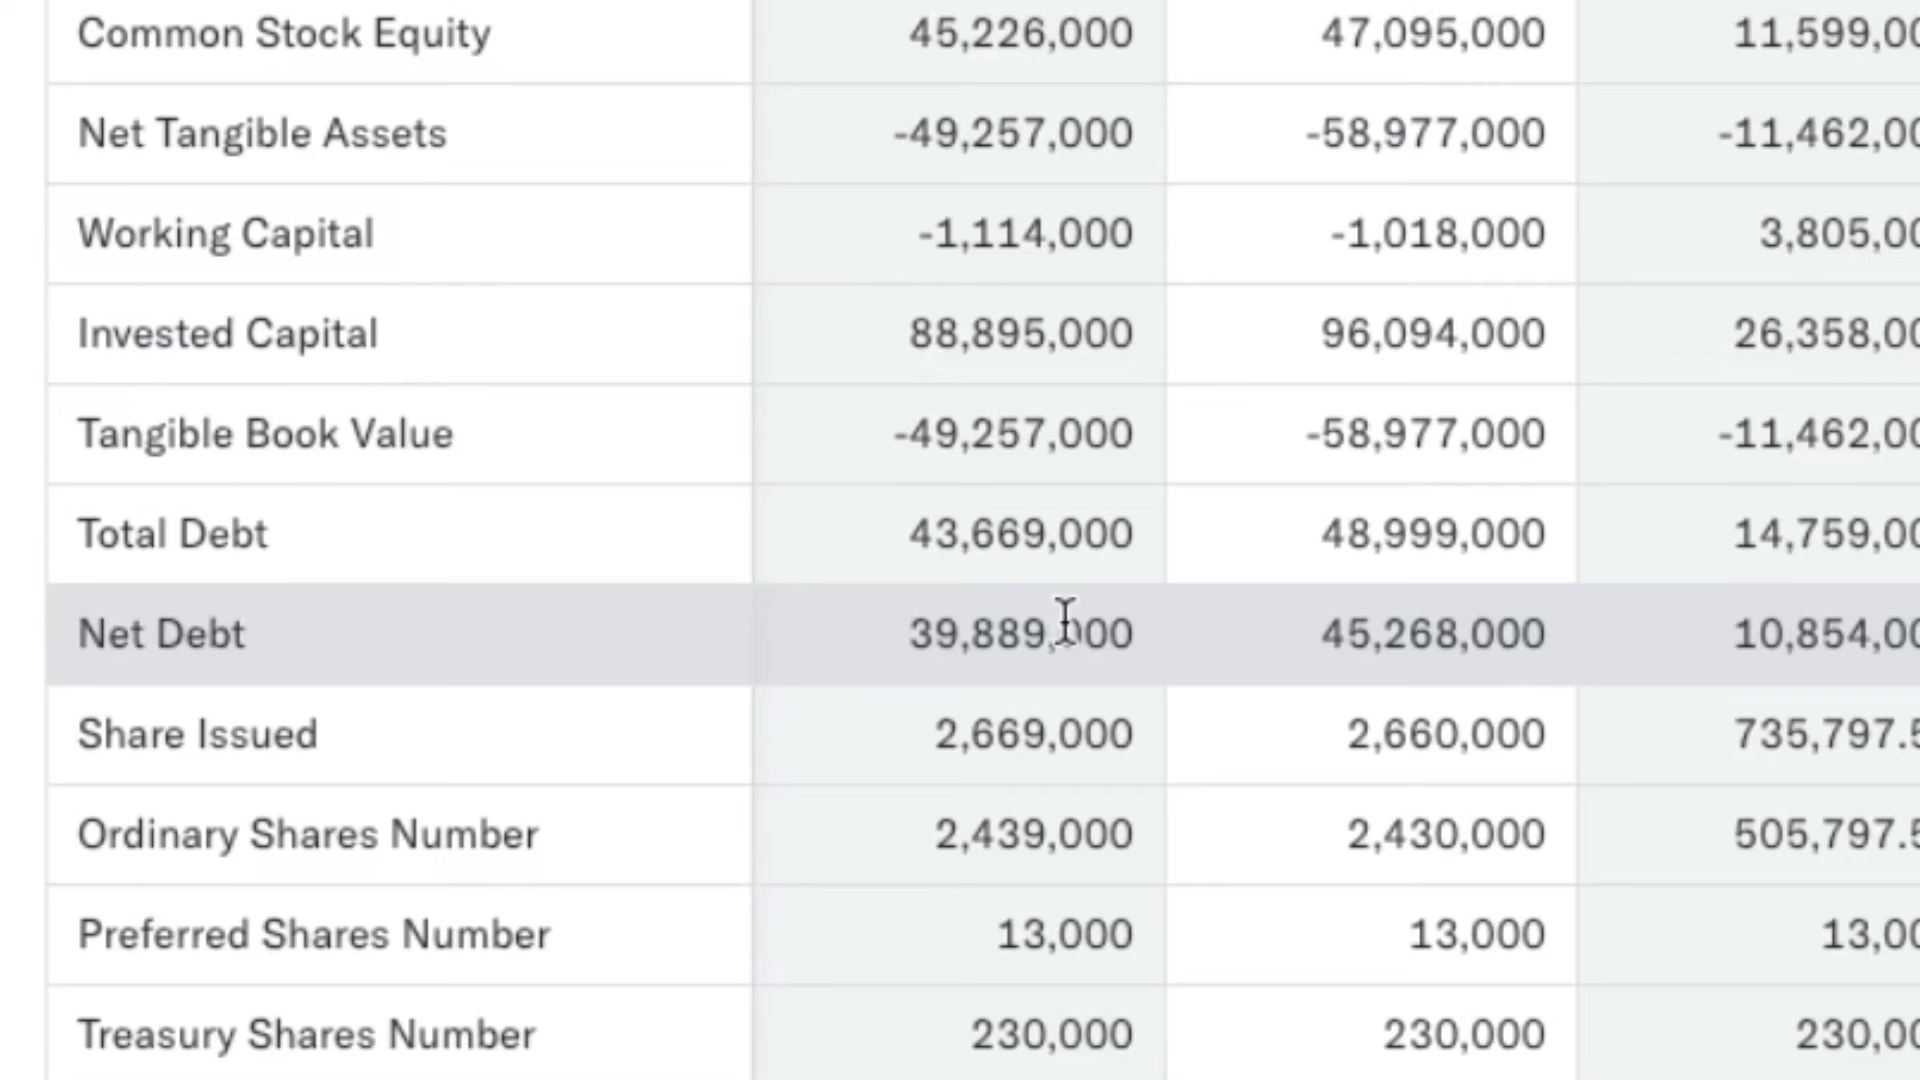 Common Stock Equity 45,226,000 47,095,000 11,599,00
Net Tangible Assets -49,257,000 -58,977,000 -11,462,00
Working Capital -1,114,000 -1,018,000 3,805,00
Invested Capital 88,895,000 96,094,000 26,358,00
Tangible Book Value -49,257,000 -58,977,000 -11,462,00
Total Debt 43,669,000 48,999,000 14,759,00
Net Debt 39,889,000 45,268,000 10,854,00
Share Issued 2,669,000 2,660,000 735,797.5
Ordinary Shares Number 2,439,000 2,430,000 505,797.5
Preferred Shares Number 13,000 13,000 13,00
Treasury Shares Number 230,000 230,000 230,00